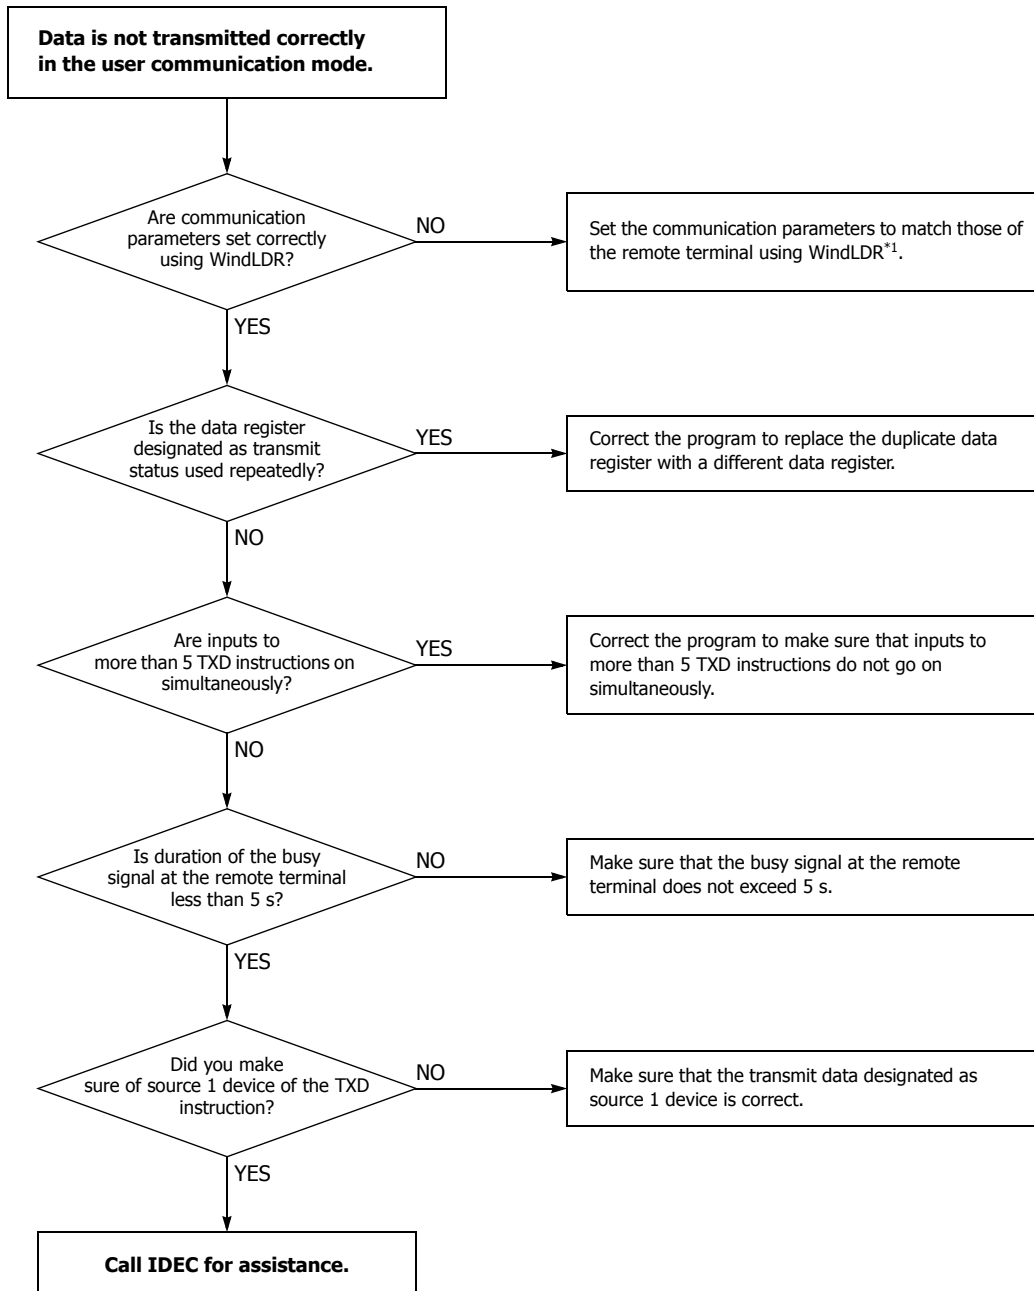 Data is not transmitted correctly
in the user communication mode.
Are communication
parameters set correctly
using WindLDR?
NO
Set the communication parameters to match those of
the remote terminal using WindLDR*1.
YES
Is the data register
designated as transmit
status used repeatedly?
YES
Correct the program to replace the duplicate data
register with a different data register.
NO
Are inputs to
more than 5 TXD instructions on
simultaneously?
YES
Correct the program to make sure that inputs to
more than 5 TXD instructions do not go on
simultaneously.
NO
Is duration of the busy
signal at the remote terminal
less than 5 s?
NO
Make sure that the busy signal at the remote
terminal does not exceed 5 s.
YES
Did you make
sure of source 1 device of the TXD
instruction?
NO
Make sure that the transmit data designated as
source 1 device is correct.
YES
Call IDEC for assistance.